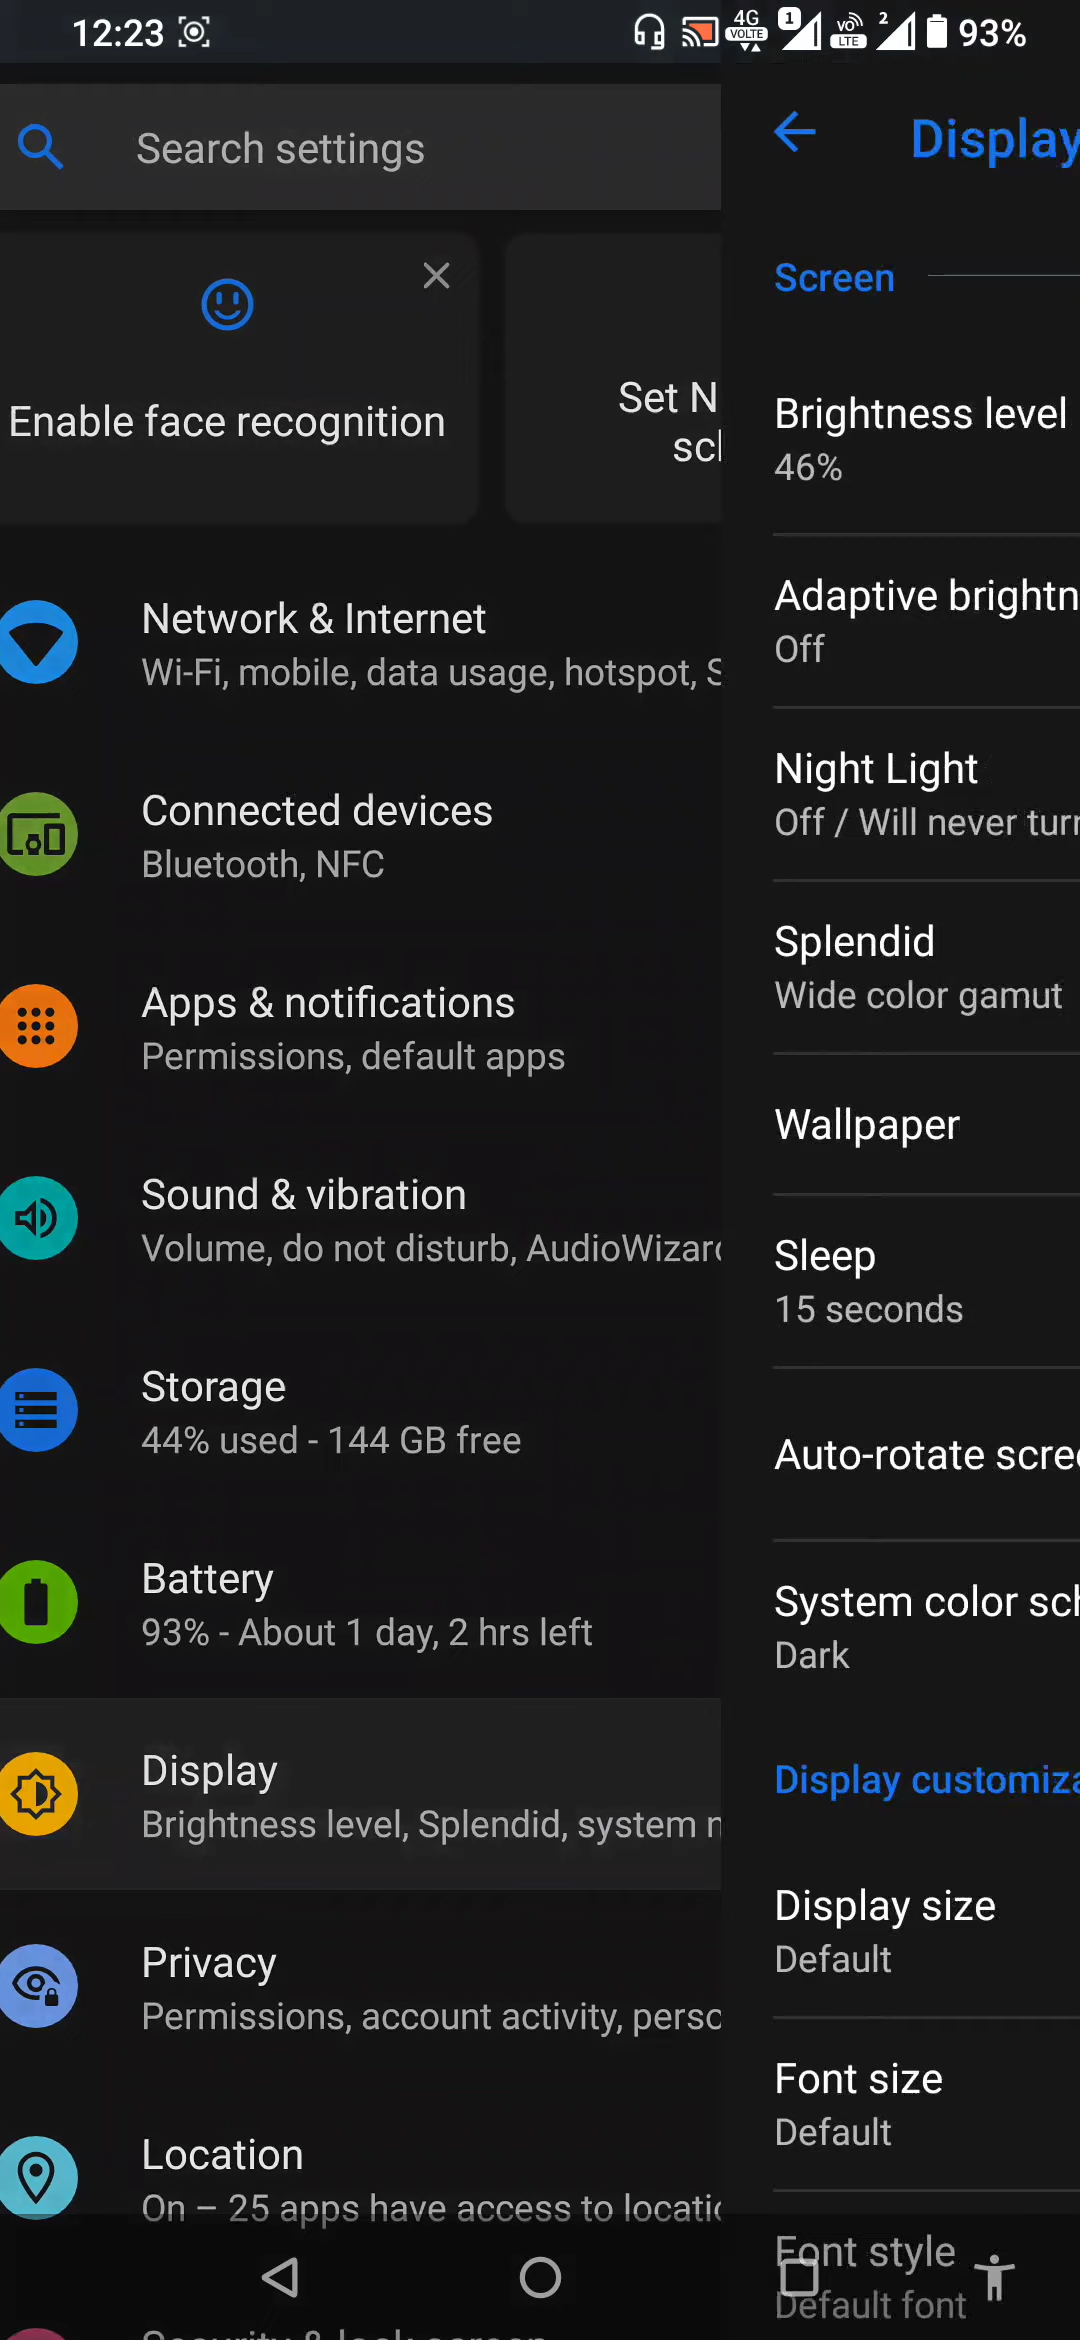 12:23
4G
VOLTE
1
VO
LTE
2
93%
Search settings
Enable face recognition
Set N
Network & Internet
Wi-Fi, mobile, data usage, hotspot, S
Connected devices
Bluetooth, NFC
Apps & notifications
Permissions, default apps
Sound & vibration
Volume, do not disturb, AudioWizard
Storage
44% used - 144 GB free
Battery
93% - About 1 day, 2 hrs left
Display
Brightness level, Splendid, system
Privacy
Permissions, account activity, perso
Location
On – 25 apps have access to locatio
Security & lock screen
Display
Screen
Brightness level
46%
Adaptive brightn
Off
Night Light
Off / Will never turn
Splendid
Wide color gamut
Wallpaper
Sleep
15 seconds
Auto-rotate scree
System color sch
Dark
Display customiza
Display size
Default
Font size
Default
Font style
Default font